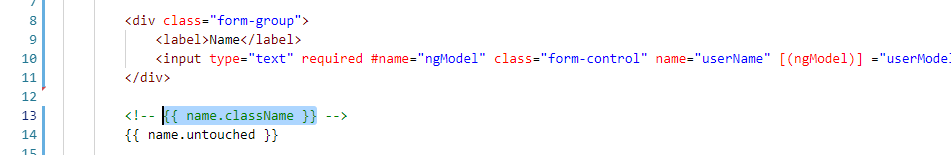 7
8 <div class="form-group">
9 <label>Name</label>
10 <input type="text" required #name="ngModel" class="form-control" name="userName" [(ngModel)] ="userModel
11 </div>
12
13 <!-- {{ name.className }} -->
14 {{ name.untouched }}
15